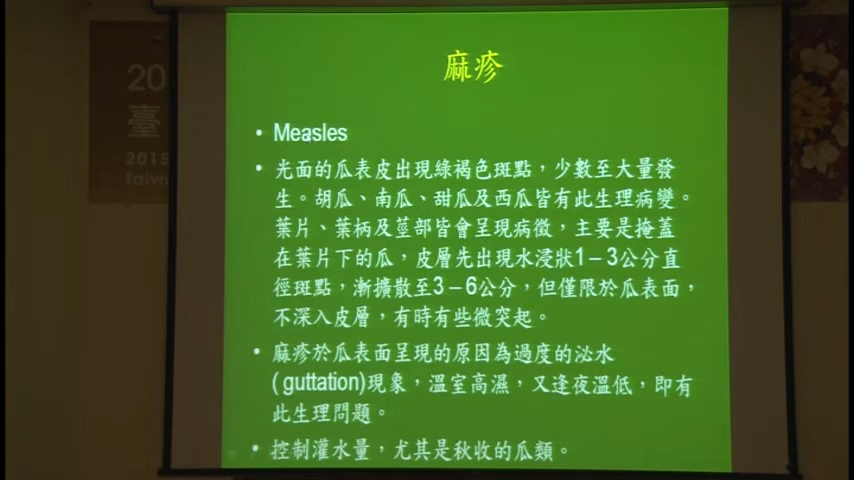 麻疹
• Measles
• 光面的瓜表皮出現綠褐色斑點，少數至大量發
生。胡瓜、南瓜、甜瓜及西瓜皆有此生理病變。
葉片、葉柄及莖部皆會呈現病徵，主要是掩蓋
在葉片下的瓜，皮層先出現水浸狀1 – 3公分直
徑斑點，漸擴散至3 – 6公分，但僅限於瓜表面，
不深入皮層，有時有些微突起。
• 麻疹於瓜表面呈現的原因為過度的泌水
( guttation)現象，溫室高濕，又逢夜溫低，即有
此生理問題。
• 控制灌水量，尤其是秋收的瓜類。
20
臺
2015
Taiw